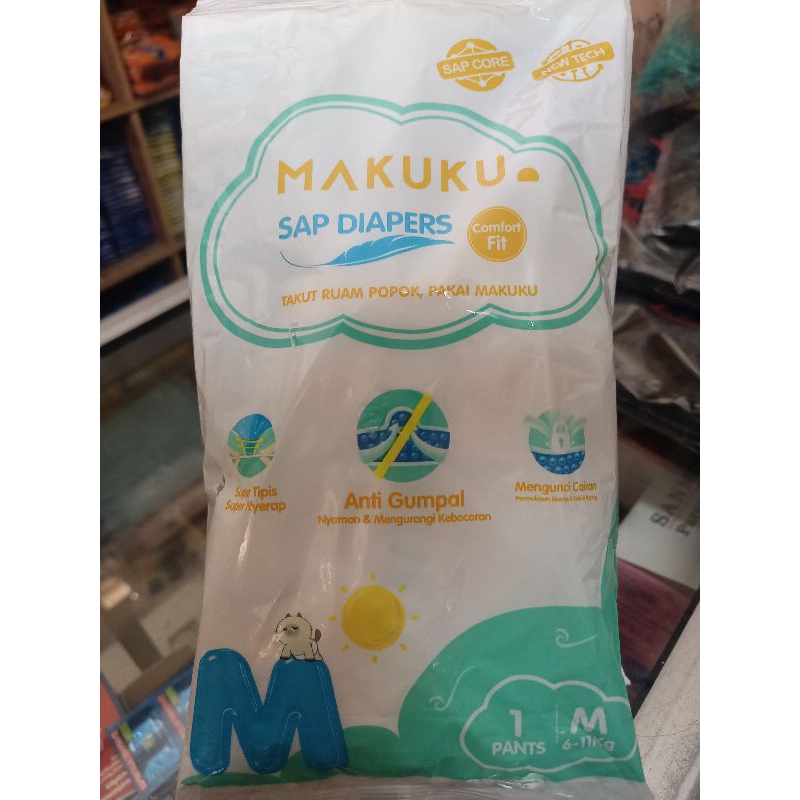 SAP CORE
NEW TECH
MAKUKU
SAP DIAPERS
Comfort
Fit
TAKUT RUAM POPOK, PAKAI MAKUKU
Super Tipis
Super Nyerap
Anti Gumpal
Nyaman & Mengurangi Kebocoran
Mengunci Cairan
M
1
PANTS
M
6-11Kg